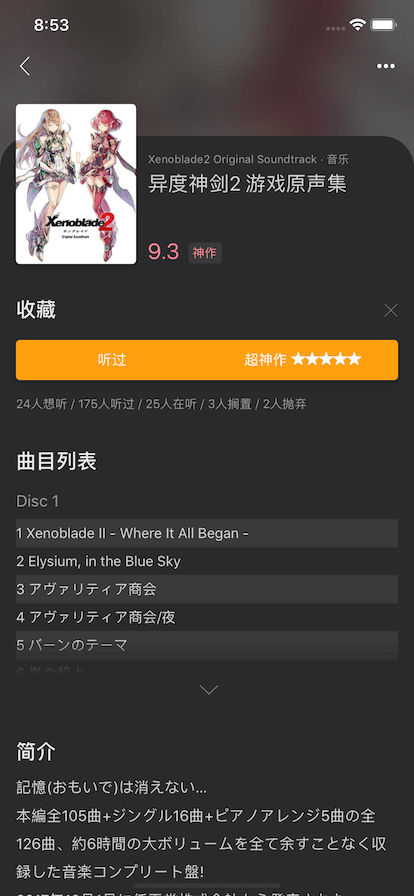 8:53
Xenoblade2 Original Soundtrack · 音乐
异度神剑2 游戏原声集
Xenoblade2
ゼノブレイド
Original Soundtrack
9.3 神作
收藏
听过 超神作 ★★★★★
24人想听 / 175人听过 / 25人在听 / 3人搁置 / 2人抛弃
曲目列表
Disc 1
1 Xenoblade II - Where It All Began -
2 Elysium, in the Blue Sky
3 アヴァリティア商会
4 アヴァリティア商会/夜
5 バーンのテーマ
简介
記憶(おもいで)は消えない...
本編全105曲+ジングル16曲+ピアノアレンジ5曲の全
126曲、約6時間の大ボリュームを全て余すことなく収
録した音楽コンプリート盤!